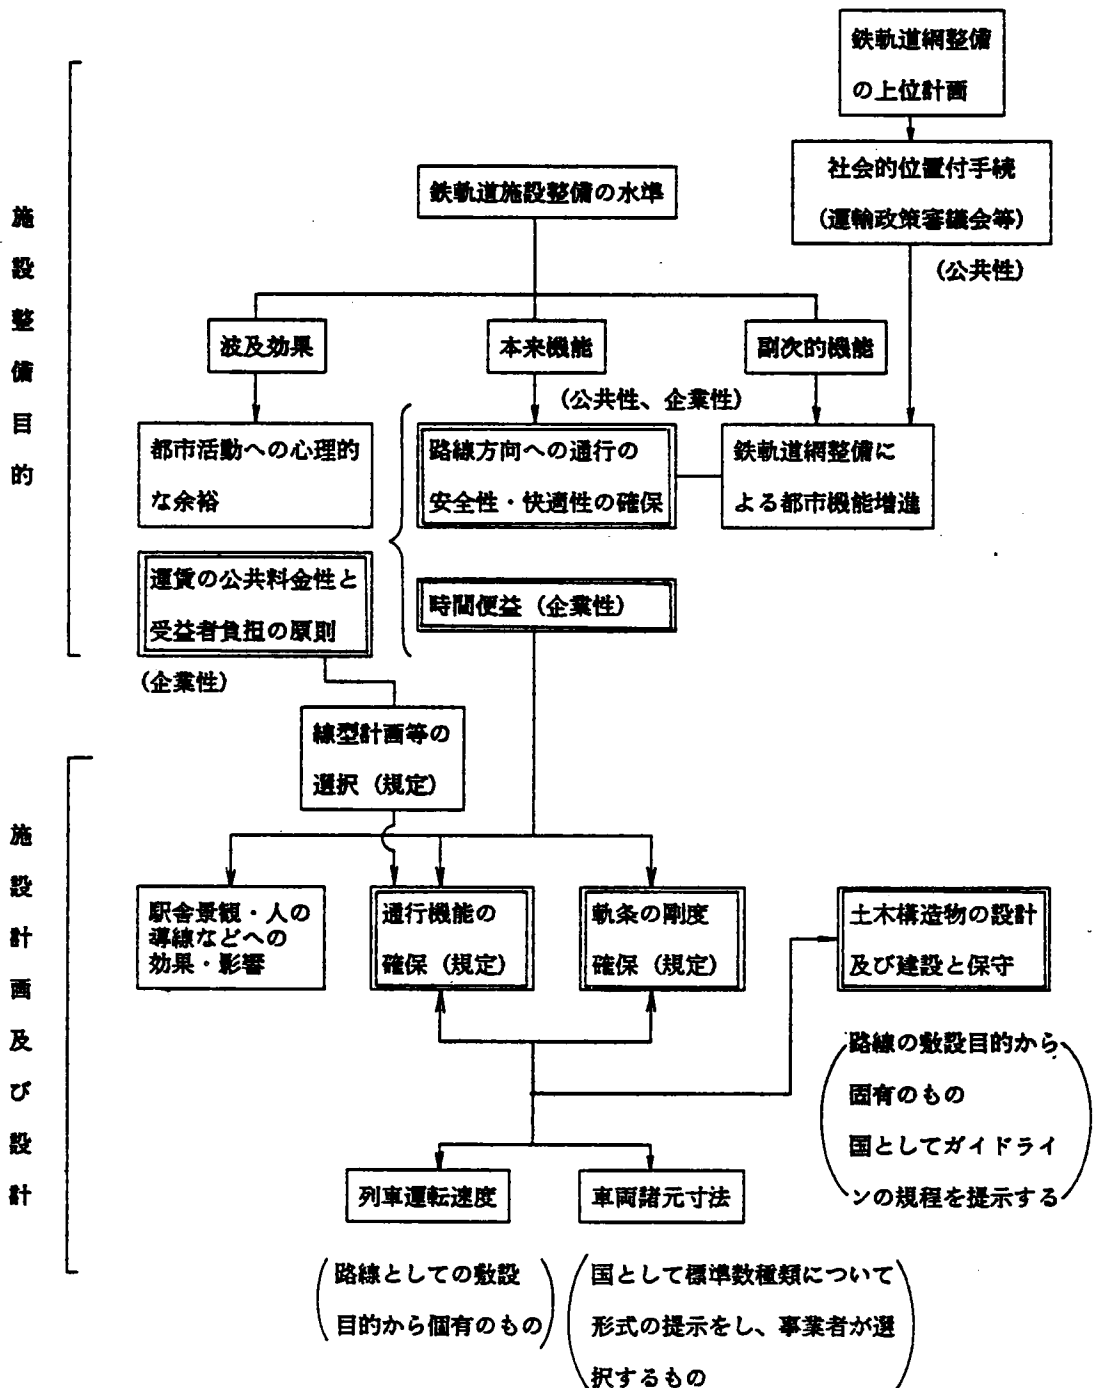 鉄軌道網整備
の上位計画
社会的位置付手続
(運輸政策審議会等)
(公共性)
鉄軌道施設整備の水準
波及効果
本来機能
副次的機能
(公共性、企業性)
都市活動への心理的
な余裕
路線方向への通行の
安全性・快適性の確保
鉄軌道網整備に
よる都市機能増進
運賃の公共料金性と
受益者負担の原則
(企業性)
時間便益(企業性)
施設整備目的
線型計画等の
選択(規定)
駅舎景観・人の
導線などへの
効果・影響
通行機能の
確保(規定)
軌条の剛度
確保(規定)
土木構造物の設計
及び建設と保守
路線の敷設目的から
固有のもの
国としてガイドライ
ンの規程を提示する
列車運転速度
車両諸元寸法
路線としての敷設
目的から個有のもの
国として標準数種類について
形式の提示をし、事業者が選
択するもの
施設計画及び設計